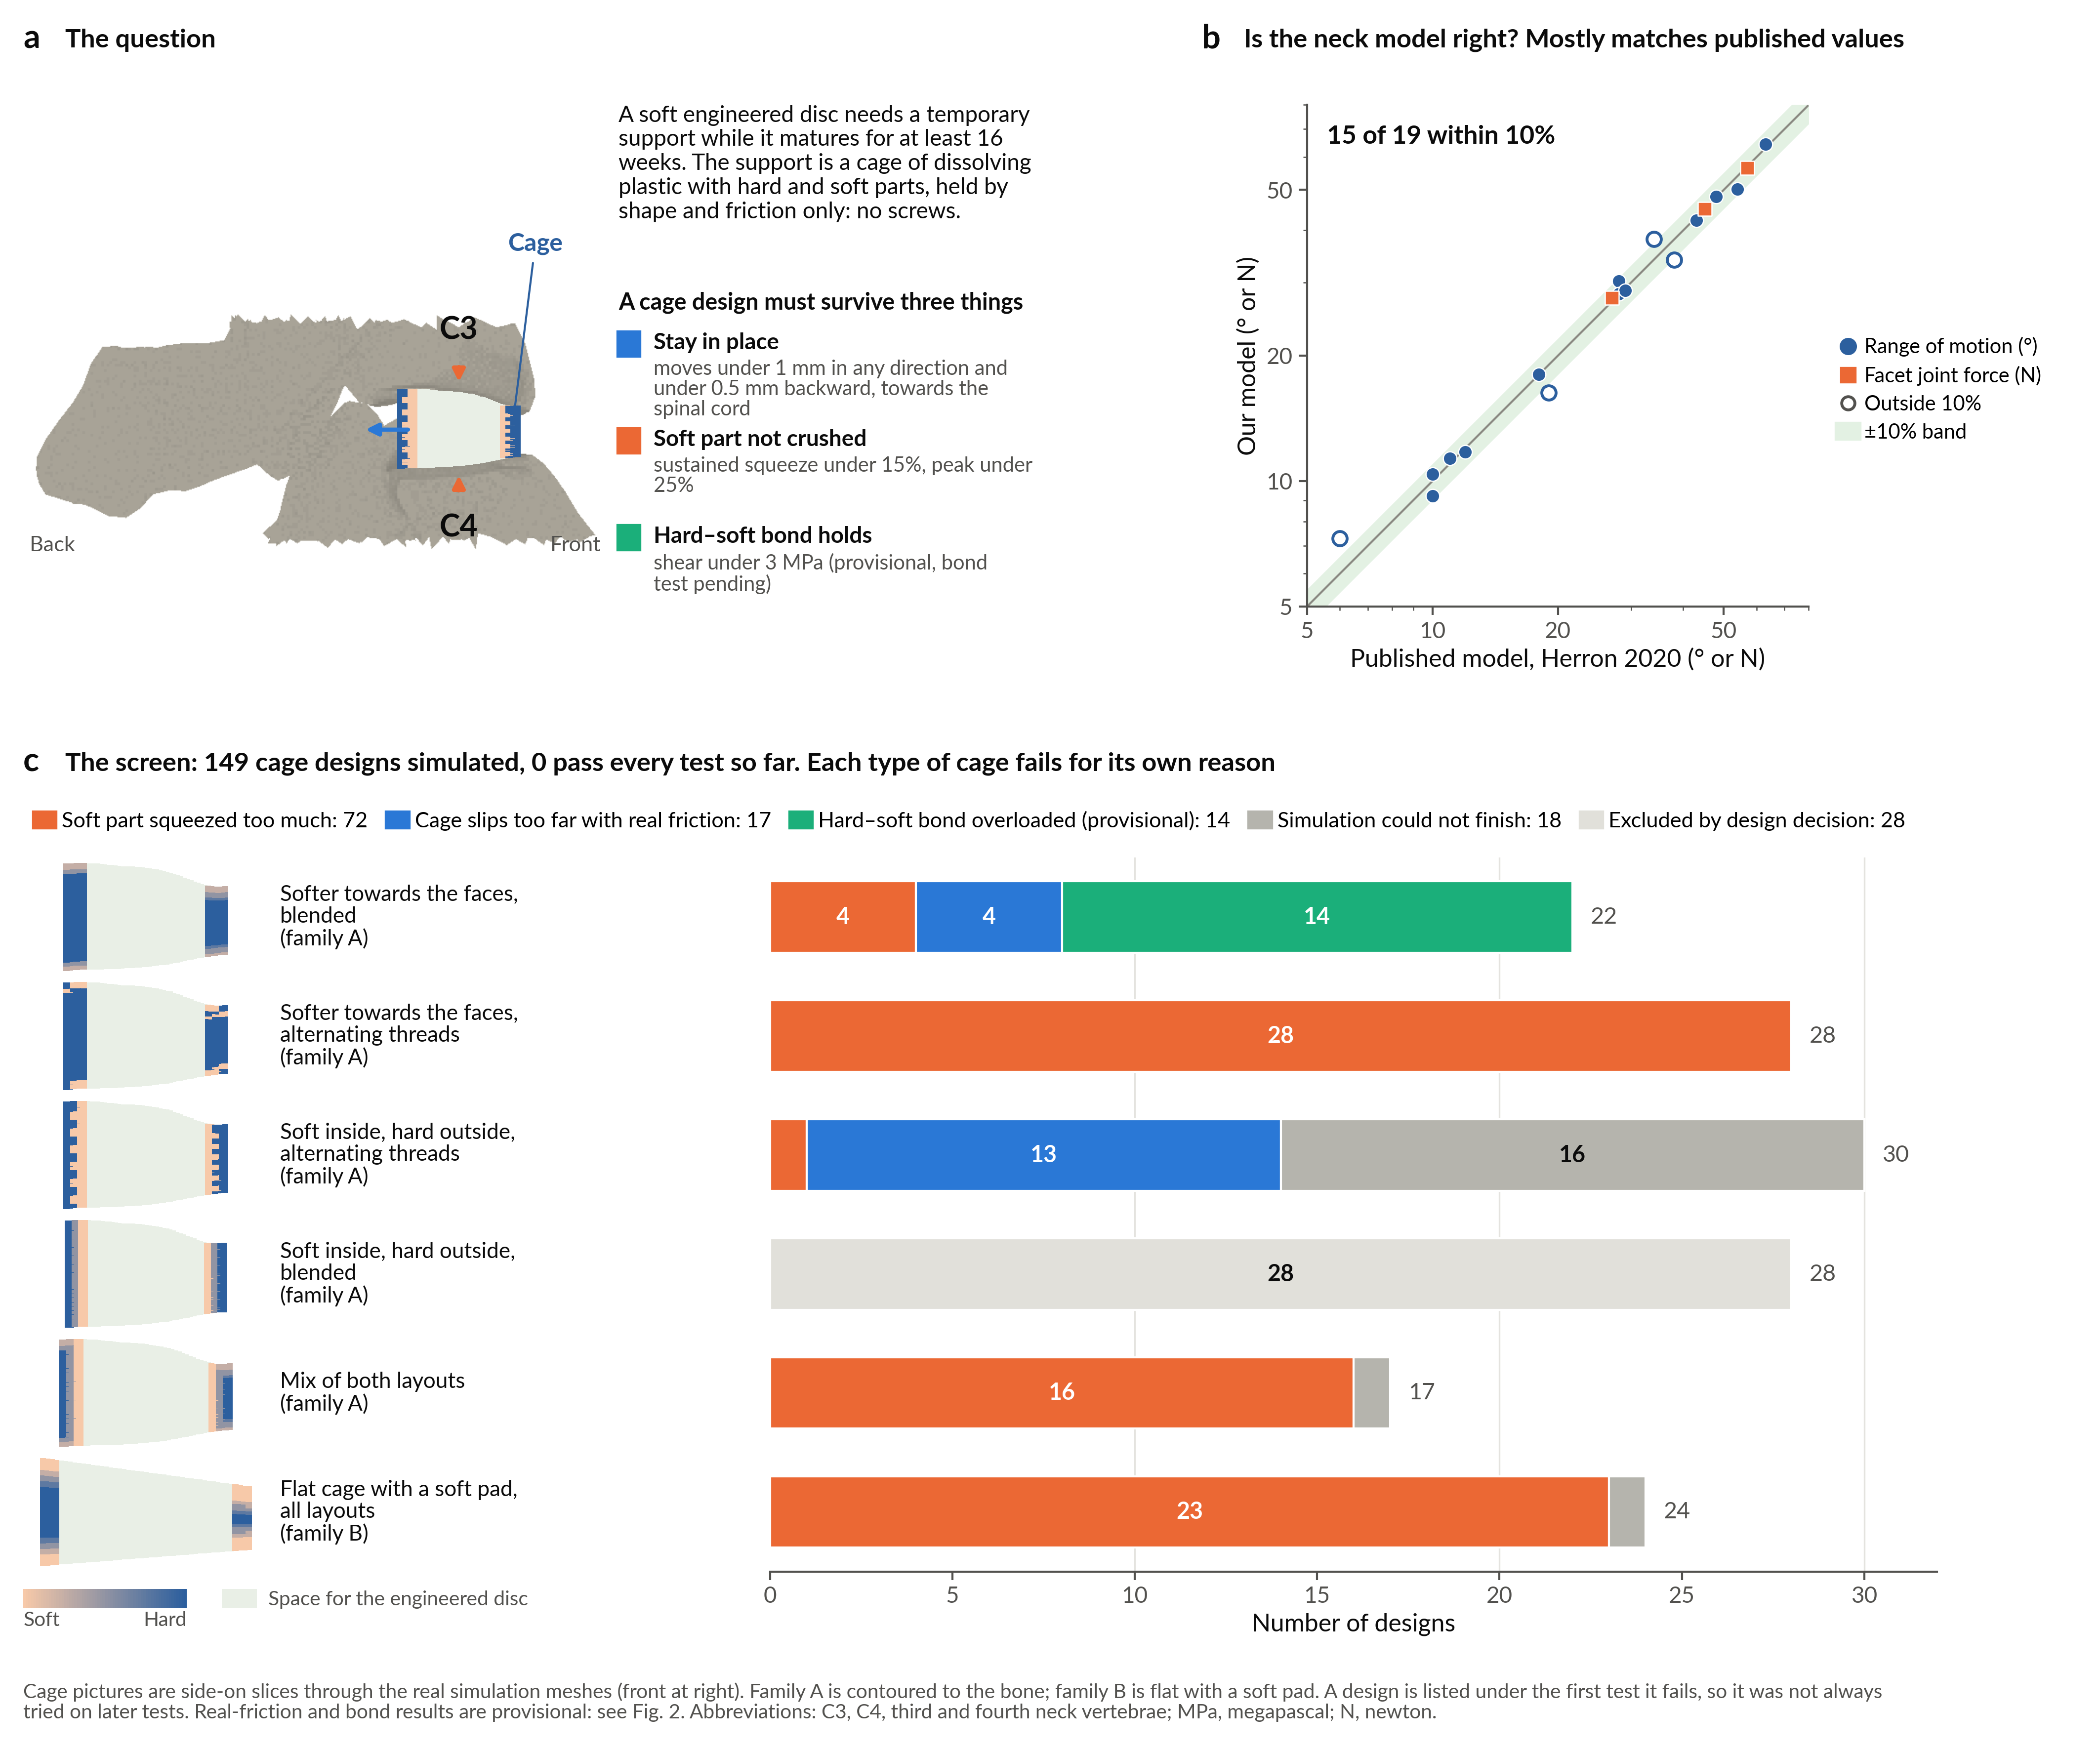 a The question
A soft engineered disc needs a temporary
support while it matures for at least 16
weeks. The support is a cage of dissolving
plastic with hard and soft parts, held by
shape and friction only: no screws.
Cage
C3
C4
Back
Front
A cage design must survive three things
Stay in place
moves under 1 mm in any direction and
under 0.5 mm backward, towards the
spinal cord
Soft part not crushed
sustained squeeze under 15%, peak under
25%
Hard–soft bond holds
shear under 3 MPa (provisional, bond
test pending)
b Is the neck model right? Mostly matches published values
15 of 19 within 10%
Our model (° or N)
50
20
10
5
5 10 20 50
Published model, Herron 2020 (° or N)
Range of motion (°)
Facet joint force (N)
Outside 10%
±10% band
c The screen: 149 cage designs simulated, 0 pass every test so far. Each type of cage fails for its own reason
Soft part squeezed too much: 72 Cage slips too far with real friction: 17 Hard–soft bond overloaded (provisional): 14 Simulation could not finish: 18 Excluded by design decision: 28
Softer towards the faces,
blended
(family A)
4 4 14 22
Softer towards the faces,
alternating threads
(family A)
28 28
Soft inside, hard outside,
alternating threads
(family A)
13 16 30
Soft inside, hard outside,
blended
(family A)
28 28
Mix of both layouts
(family A)
16 17
Flat cage with a soft pad,
all layouts
(family B)
23 24
0 5 10 15 20 25 30
Number of designs
Soft Hard
Space for the engineered disc
Cage pictures are side-on slices through the real simulation meshes (front at right). Family A is contoured to the bone; family B is flat with a soft pad. A design is listed under the first test it fails, so it was not always
tried on later tests. Real-friction and bond results are provisional: see Fig. 2. Abbreviations: C3, C4, third and fourth neck vertebrae; MPa, megapascal; N, newton.